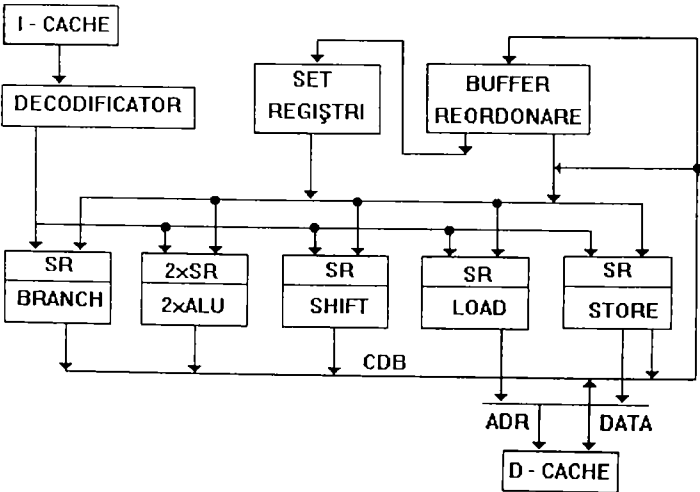 I - CACHE
DECODIFICATOR
SET
REGIŞTRI
BUFFER
REORDONARE
SR
BRANCH
2xSR
2xALU
SR
SHIFT
SR
LOAD
SR
STORE
CDB
ADR
DATA
D - CACHE